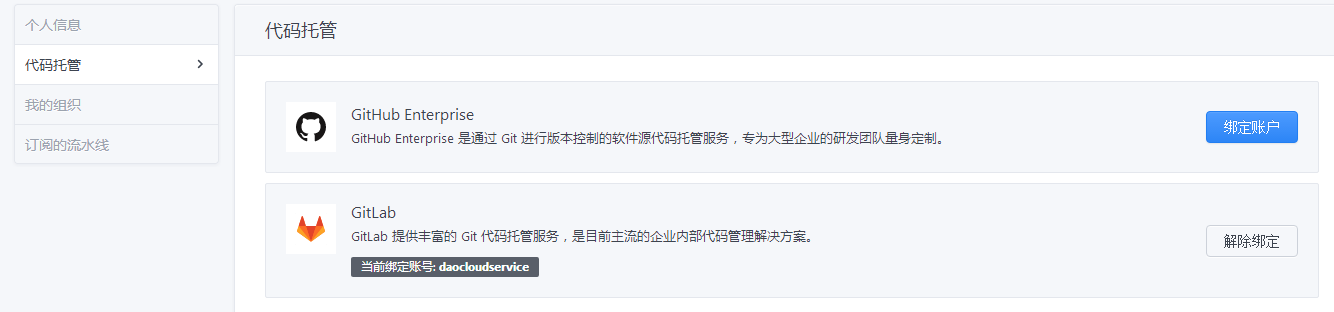 个人信息
代码托管
我的组织
订阅的流水线
代码托管
GitHub Enterprise
GitHub Enterprise 是通过 Git 进行版本控制的软件源代码托管服务，专为大型企业的研发团队量身定制。
绑定账户
GitLab
GitLab 提供丰富的 Git 代码托管服务，是目前主流的企业内部代码管理解决方案。
当前绑定账号: daocloudservice
解除绑定